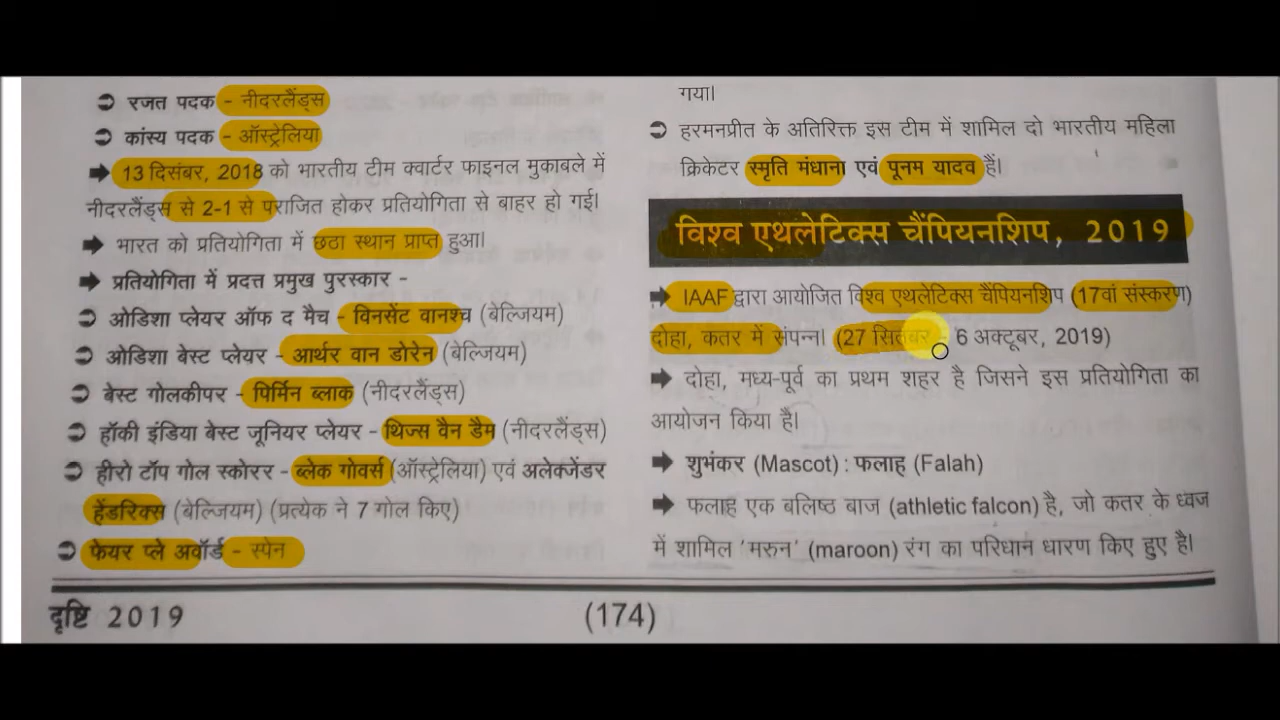 ➲ रजत पदक - नीदरलैंड्स
➲ कांस्य पदक - ऑस्ट्रेलिया
➡ 13 दिसंबर, 2018 को भारतीय टीम क्वार्टर फाइनल मुकाबले में
नीदरलैंड्स से 2-1 से पराजित होकर प्रतियोगिता से बाहर हो गई।
➡ भारत को प्रतियोगिता में छठा स्थान प्राप्त हुआ।
➡ प्रतियोगिता में प्रदत्त प्रमुख पुरस्कार -
➲ ओडिशा प्लेयर ऑफ द मैच - विनसेंट वानश्च (बेल्जियम)
➲ ओडिशा बेस्ट प्लेयर - आर्थर वान डोरेन (बेल्जियम)
➲ बेस्ट गोलकीपर - पिर्मिन ब्लाक (नीदरलैंड्स)
➲ हॉकी इंडिया बेस्ट जूनियर प्लेयर - थिज्स वैन डैम (नीदरलैंड्स)
➲ हीरो टॉप गोल स्कोरर - ब्लेक गोवर्स (ऑस्ट्रेलिया) एवं अलेक्जेंडर
हेंडरिक्स (बेल्जियम) (प्रत्येक ने 7 गोल किए)
➲ फेयर प्ले अवॉर्ड - स्पेन
गया।
➲ हरमनप्रीत के अतिरिक्त इस टीम में शामिल दो भारतीय महिला
क्रिकेटर स्मृति मंधाना एवं पूनम यादव हैं।
विश्व एथलेटिक्स चैंपियनशिप, 2019
➡ IAAF द्वारा आयोजित विश्व एथलेटिक्स चैंपियनशिप (17वां संस्करण)
दोहा, कतर में संपन्न। (27 सितंबर - 6 अक्टूबर, 2019)
➡ दोहा, मध्य-पूर्व का प्रथम शहर है जिसने इस प्रतियोगिता का
आयोजन किया है।
➡ शुभंकर (Mascot) : फलाह (Falah)
➡ फलाह एक बलिष्ठ बाज (athletic falcon) है, जो कतर के ध्वज
में शामिल 'मरुन' (maroon) रंग का परिधान धारण किए हुए है।
दृष्टि 2019
(174)